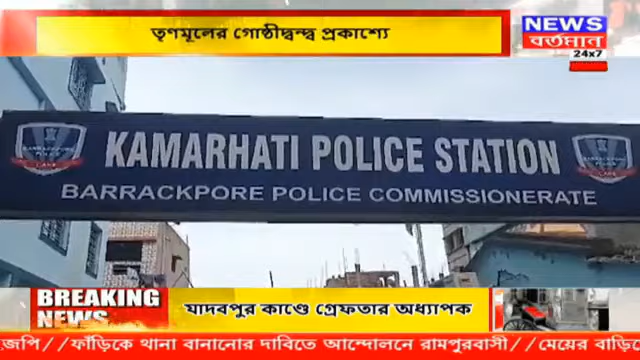 তৃণমূলের গোষ্ঠীদ্বন্দ্ব প্রকাশ্যে
NEWS
বর্তমান
24x7
KAMARHATI POLICE STATION
BARRACKPORE POLICE COMMISSIONERATE
BREAKING
NEWS
যাদবপুর কাণ্ডে গ্রেফতার অধ্যাপক
ইজপি//ফাঁড়িকে থানা বানানোর দাবিতে আন্দোলনে রামপুরবাসী//মেয়ের বাড়ি